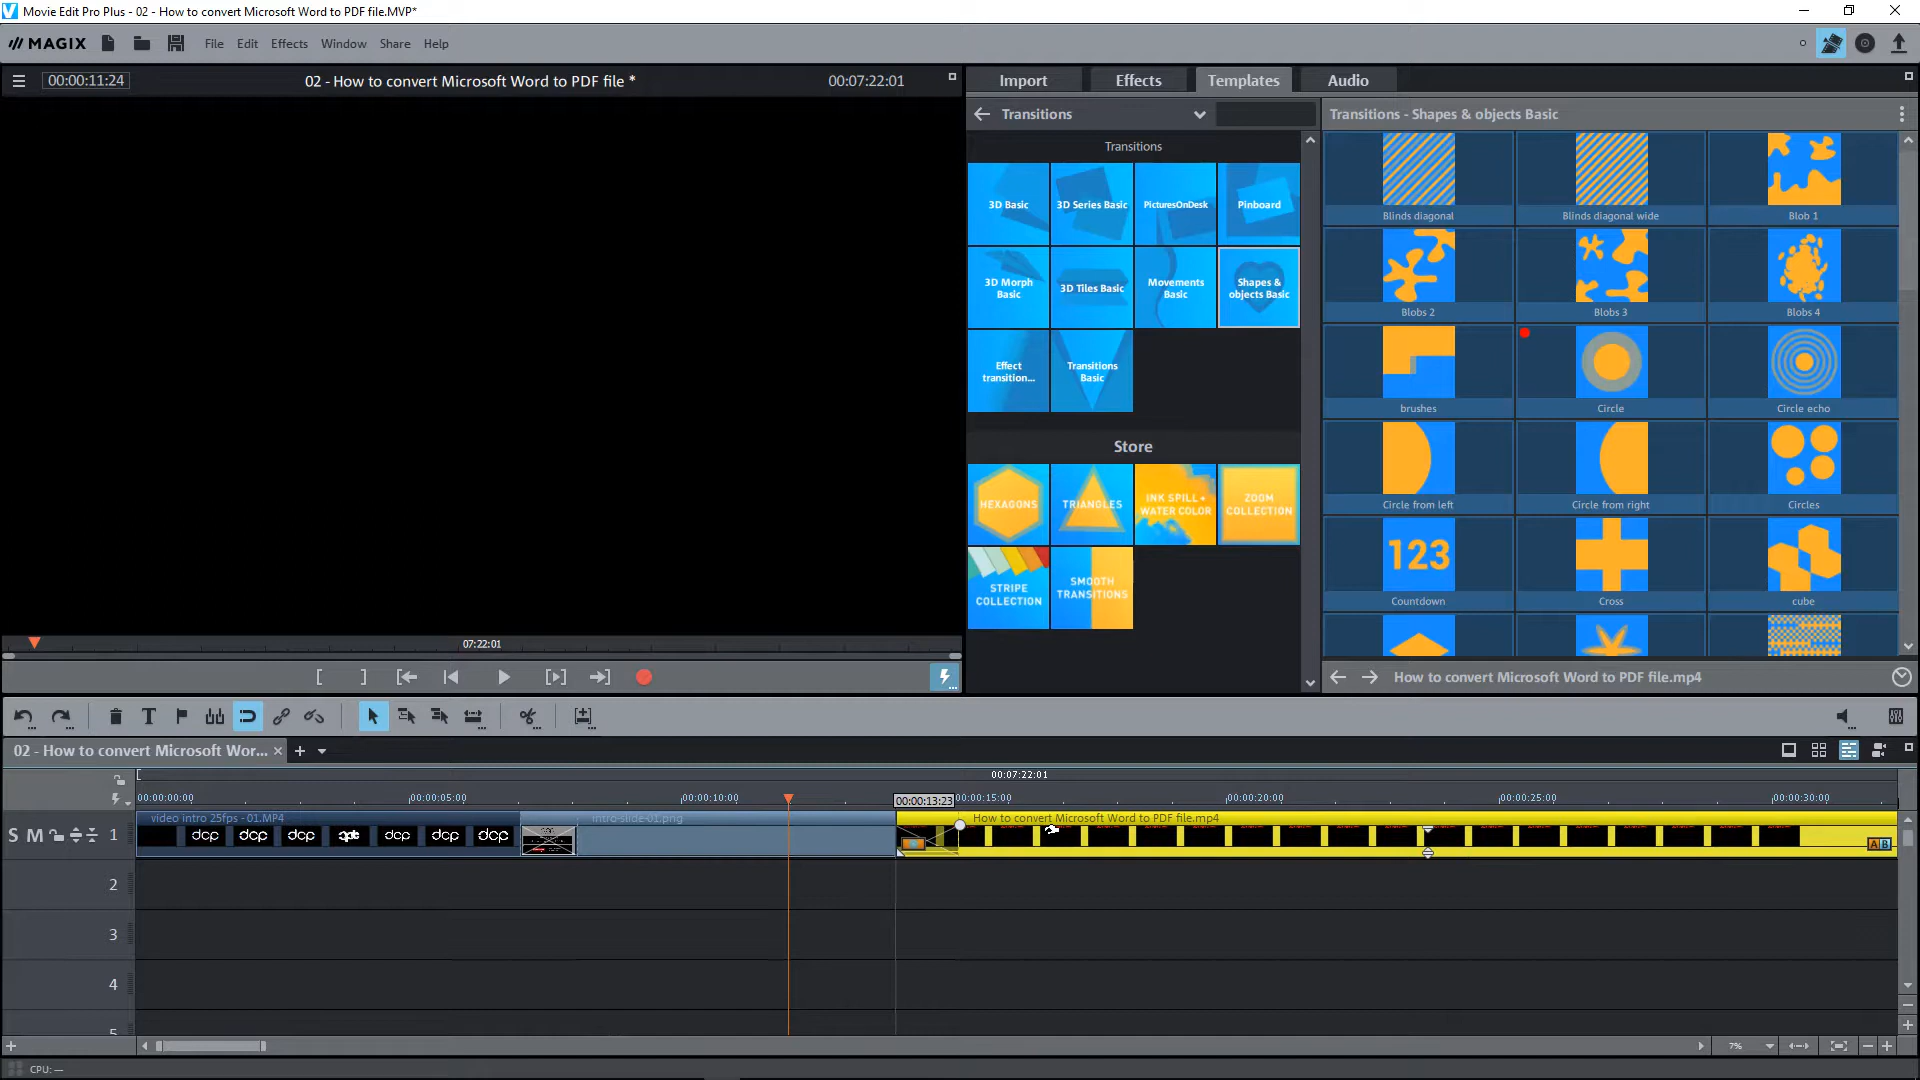 Movie Edit Pro Plus - 02 - How to convert Microsoft Word to PDF file.MVP*
MAGIX File Edit Effects Window Share Help
00:00:11:24 02 - How to convert Microsoft Word to PDF file * 00:07:22:01
Import Effects Templates Audio
Transitions
Transitions - Shapes & objects Basic
Transitions
3D Basic 3D Series Basic PicturesOnDesk Pinboard
3D Morph Basic 3D Tiles Basic Movements Basic Shapes & objects Basic
Effect transition... Transitions Basic
Store
HEXAGONS TRIANGLES INK SPILL + WATER COLOR ZOOM COLLECTION
STRIPE COLLECTION SMOOTH TRANSITIONS
Blinds diagonal Blinds diagonal wide Blob 1
Blobs 2 Blobs 3 Blobs 4
brushes Circle Circle echo
Circle from left Circle from right Circles
123
Countdown Cross cube
07:22:01
How to convert Microsoft Word to PDF file.mp4
02 - How to convert Microsoft Wor...
00:07:22:01
00:00:00:00 00:00:05:00 00:00:10:00 00:00:13:23 00:00:15:00 00:00:20:00 00:00:25:00 00:00:30:00
video intro 25fps - 01.MP4 intro-slide-01.png How to convert Microsoft Word to PDF file.mp4
S M 1 dcp dcp dcp dcp dcp dcp A B
2
3
4
5
7%
CPU: —